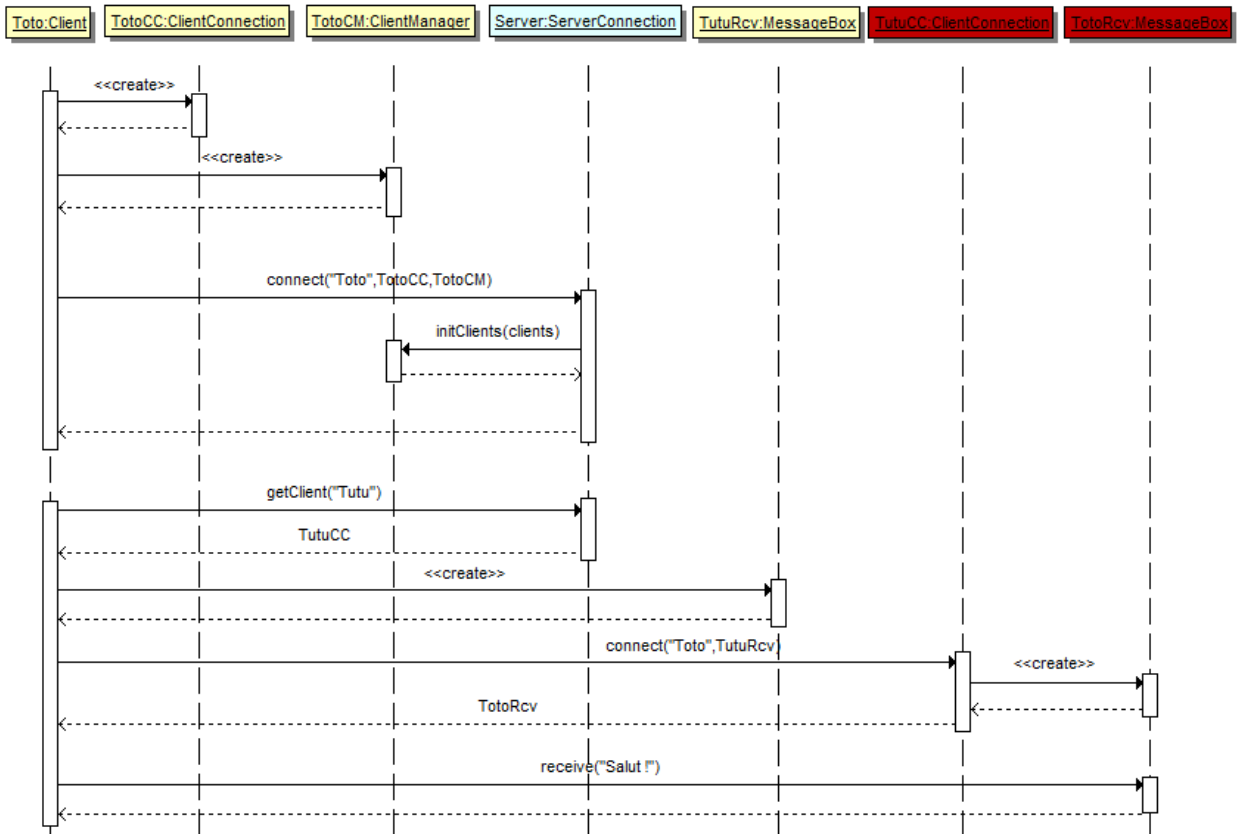 Toto:Client
TotoCC:ClientConnection
TotoCM:ClientManager
Server:ServerConnection
TutuRcv:MessageBox
TutuCC:ClientConnection
TotoRcv:MessageBox
<<create>>
<<create>>
connect("Toto",TotoCC,TotoCM)
initClients(clients)
getClient("Tutu")
TutuCC
<<create>>
connect("Toto",TutuRcv)
<<create>>
TotoRcv
receive("Salut !")